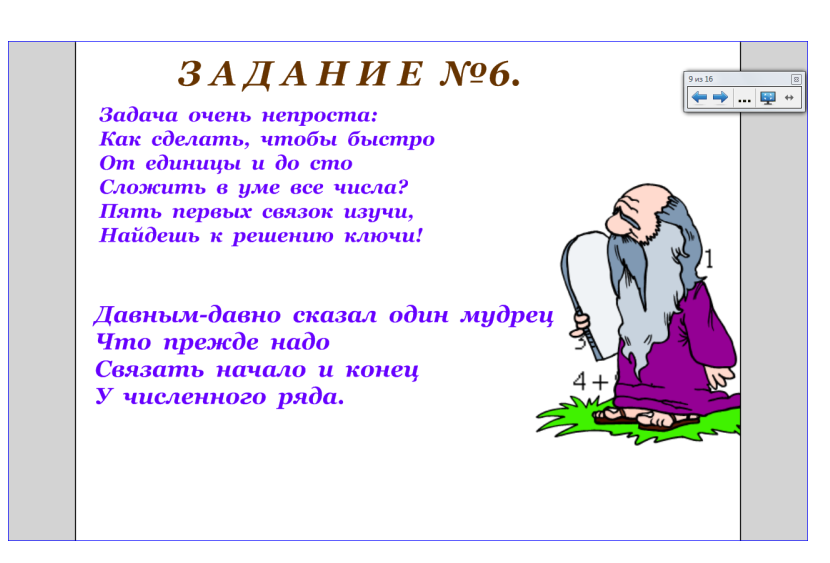 З А Д А Н И Е №6.
9 из 16
Задача очень непроста:
Как сделать, чтобы быстро
От единицы и до сто
Сложить в уме все числа?
Пять первых связок изучи,
Найдешь к решению ключи!
1
Давным-давно сказал один мудрец
Что прежде надо
Связать начало и конец
У численного ряда.
3
4+